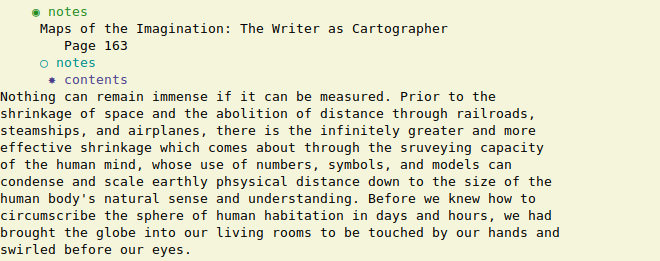 notes
Maps of the Imagination: The Writer as Cartographer
Page 163
notes
contents
Nothing can remain immense if it can be measured. Prior to the
shrinkage of space and the abolition of distance through railroads,
steamships, and airplanes, there is the infinitely greater and more
effective shrinkage which comes about through the sruveying capacity
of the human mind, whose use of numbers, symbols, and models can
condense and scale earthly phsysical distance down to the size of the
human body's natural sense and understanding. Before we knew how to
circumscribe the sphere of human habitation in days and hours, we had
brought the globe into our living rooms to be touched by our hands and
swirled before our eyes.